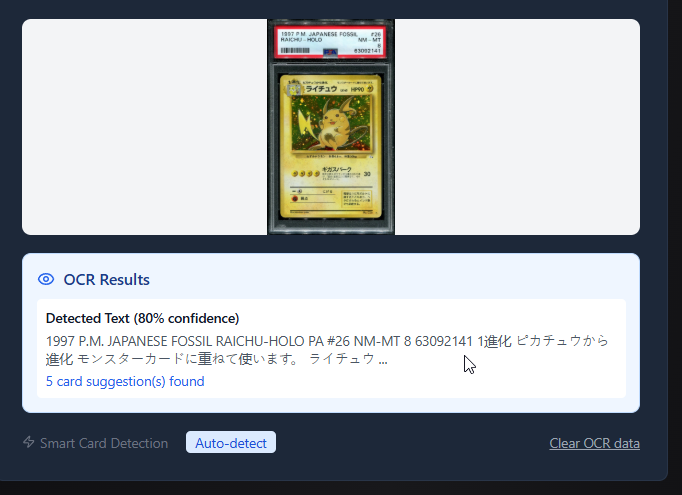 1997 P.M. JAPANESE FOSSIL #26
RAICHU - HOLO NM - MT
8
PSA 63092141
ライチュウ HP90
ギガスパーク 30
OCR Results
Detected Text (80% confidence)
1997 P.M. JAPANESE FOSSIL RAICHU-HOLO PA #26 NM-MT 8 63092141 1進化 ピカチュウから
進化 モンスターカードに重ねて使います。 ライチュウ ...
5 card suggestion(s) found
Smart Card Detection Auto-detect Clear OCR data